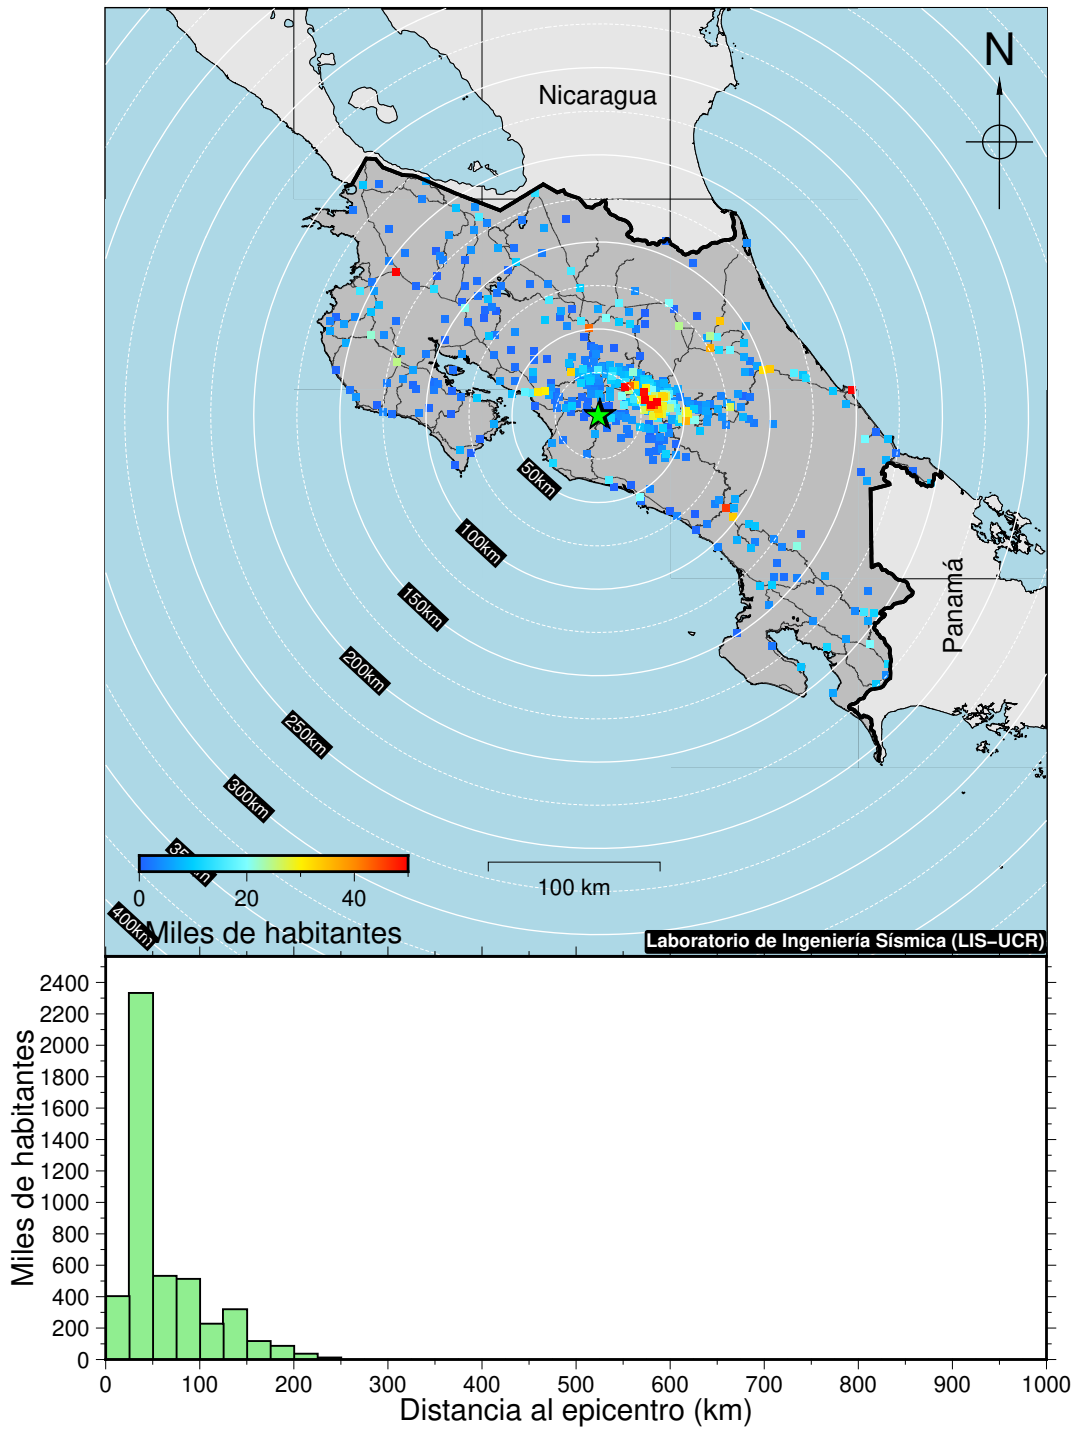 N
Nicaragua
Panamá
50km
100km
150km
200km
250km
300km
400km
0 20 40
Miles de habitantes
100 km
Laboratorio de Ingeniería Sísmica (LIS−UCR)
2400
2200
2000
1800
1600
1400
1200
1000
800
600
400
200
0
Miles de habitantes
0 100 200 300 400 500 600 700 800 900 1000
Distancia al epicentro (km)